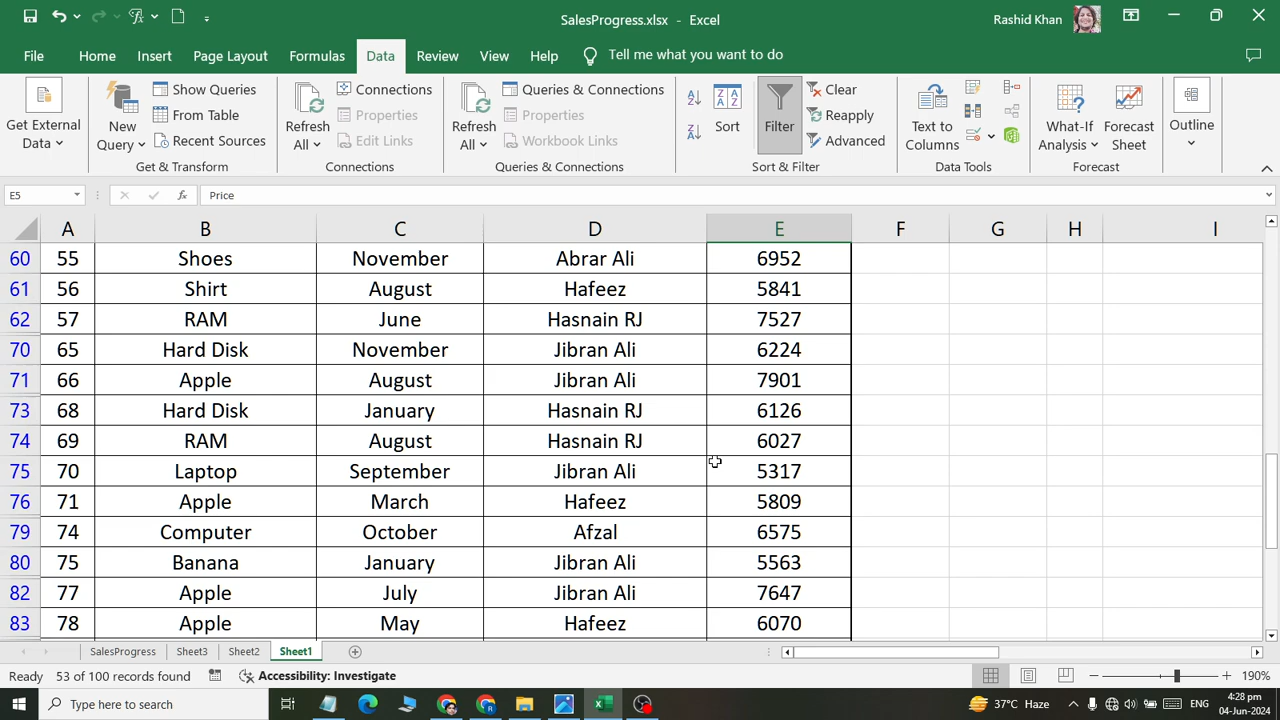 SalesProgress.xlsx - Excel
Rashid Khan
File Home Insert Page Layout Formulas Data Review View Help Tell me what you want to do
Get External Data
New Query
Show Queries
From Table
Recent Sources
Get & Transform
Refresh All
Connections
Properties
Edit Links
Connections
Refresh All
Queries & Connections
Properties
Workbook Links
Queries & Connections
Sort
Filter
Clear
Reapply
Advanced
Sort & Filter
Text to Columns
Data Tools
What-If Analysis
Forecast Sheet
Forecast
Outline
E5 fx Price
A B C D E F G H I
60 55 Shoes November Abrar Ali 6952
61 56 Shirt August Hafeez 5841
62 57 RAM June Hasnain RJ 7527
70 65 Hard Disk November Jibran Ali 6224
71 66 Apple August Jibran Ali 7901
73 68 Hard Disk January Hasnain RJ 6126
74 69 RAM August Hasnain RJ 6027
75 70 Laptop September Jibran Ali 5317
76 71 Apple March Hafeez 5809
79 74 Computer October Afzal 6575
80 75 Banana January Jibran Ali 5563
82 77 Apple July Jibran Ali 7647
83 78 Apple May Hafeez 6070
SalesProgress Sheet3 Sheet2 Sheet1
Ready 53 of 100 records found Accessibility: Investigate 190%
Type here to search
37°C Haze ENG
4:28 pm
04-Jun-2024